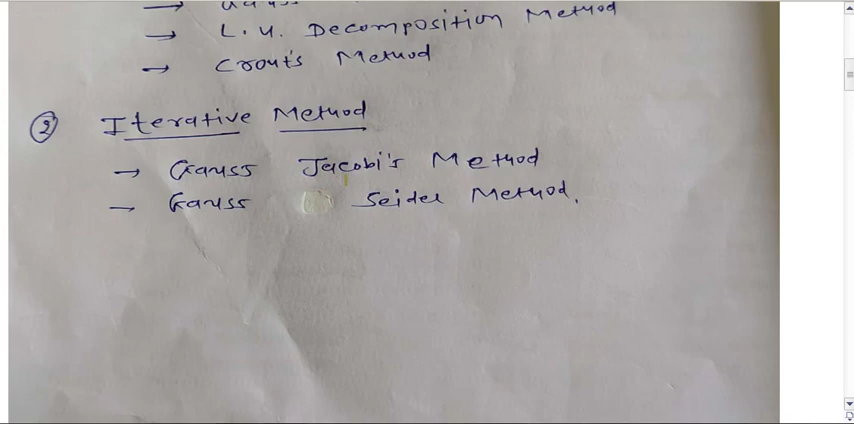 → L.U. Decomposition Method
→ Crout's Method
② Iterative Method
→ Gauss Jacobi's Method
→ Gauss Seidel Method.